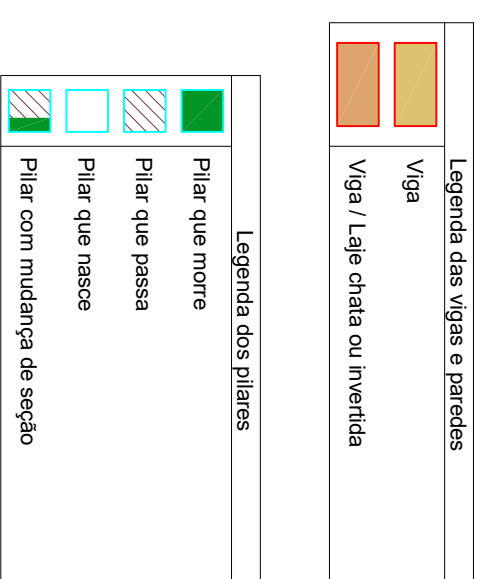 Legenda das vigas e paredes
Viga
Viga / Laje chata ou invertida
Legenda dos pilares
Pilar que morre
Pilar que passa
Pilar que nasce
Pilar com mudança de seção